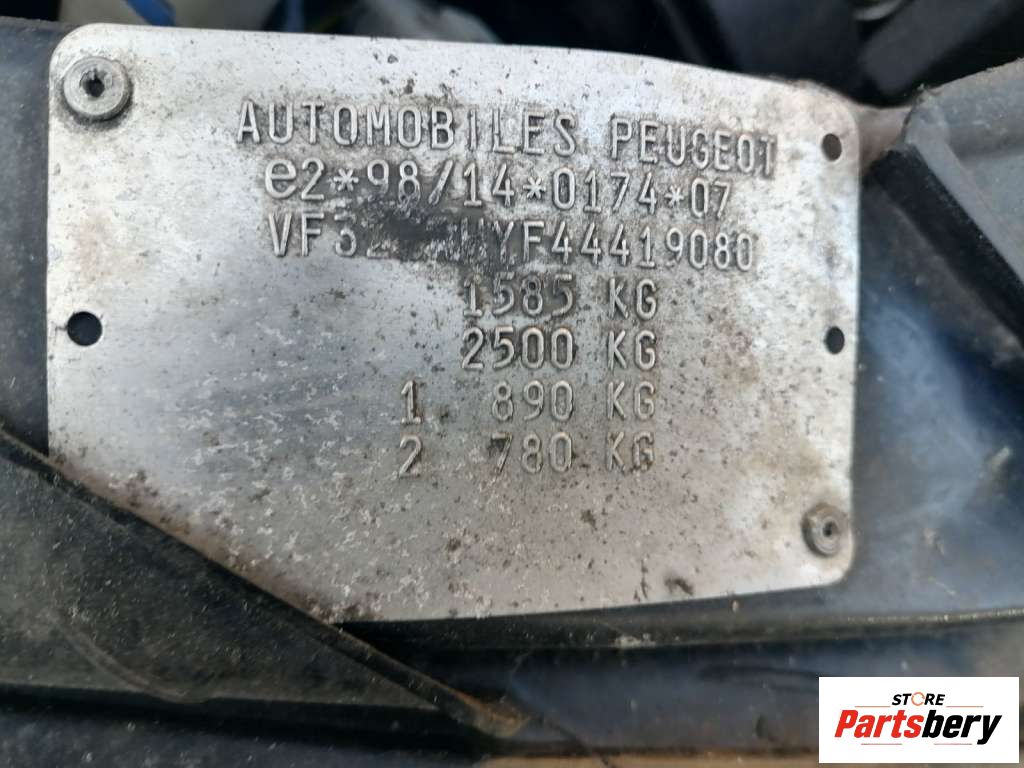 AUTOMOBILES PEUGEOT
e2*98/14*0174*07
1585 KG
2500 KG
1 890 KG
2 780 KG
STORE
Partsbery